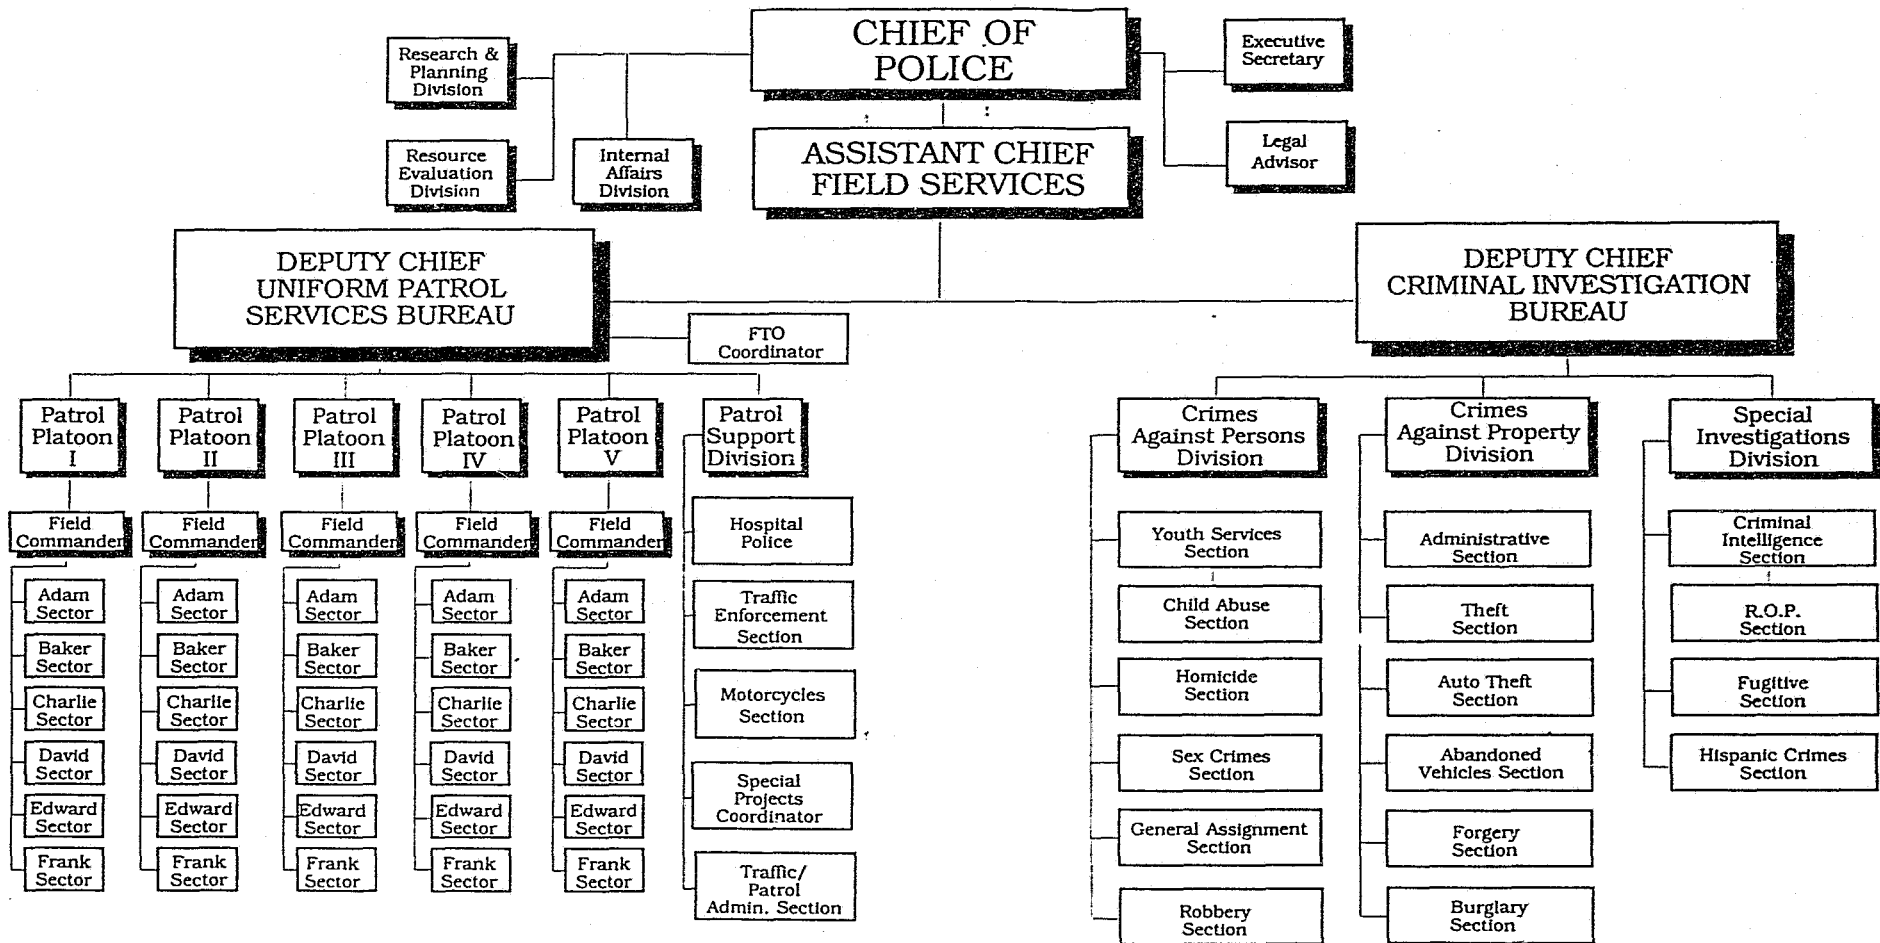 CHIEF OF
POLICE
Research &
Planning
Division
Executive
Secretary
Resource
Evaluation
Division
Internal
Affairs
Division
ASSISTANT CHIEF
FIELD SERVICES
Legal
Advisor
DEPUTY CHIEF
UNIFORM PATROL
SERVICES BUREAU
DEPUTY CHIEF
CRIMINAL INVESTIGATION
BUREAU
FTO
Coordinator
Patrol
Platoon
I
Patrol
Platoon
II
Patrol
Platoon
III
Patrol
Platoon
IV
Patrol
Platoon
V
Patrol
Support
Division
Crimes
Against Persons
Division
Crimes
Against Property
Division
Special
Investigations
Division
Field
Commander
Adam
Sector
Baker
Sector
Charlie
Sector
David
Sector
Edward
Sector
Frank
Sector
Field
Commander
Adam
Sector
Baker
Sector
Charlie
Sector
David
Sector
Edward
Sector
Frank
Sector
Field
Commander
Adam
Sector
Baker
Sector
Charlie
Sector
David
Sector
Edward
Sector
Frank
Sector
Field
Commander
Adam
Sector
Baker
Sector
Charlie
Sector
David
Sector
Edward
Sector
Frank
Sector
Field
Commander
Adam
Sector
Baker
Sector
Charlie
Sector
David
Sector
Edward
Sector
Frank
Sector
Hospital
Police
Traffic
Enforcement
Section
Motorcycles
Section
Special
Projects
Coordinator
Traffic/
Patrol
Admin. Section
Youth Services
Section
Child Abuse
Section
Homicide
Section
Sex Crimes
Section
General Assignment
Section
Robbery
Section
Administrative
Section
Theft
Section
Auto Theft
Section
Abandoned
Vehicles Section
Forgery
Section
Burglary
Section
Criminal
Intelligence
Section
R.O.P.
Section
Fugitive
Section
Hispanic Crimes
Section